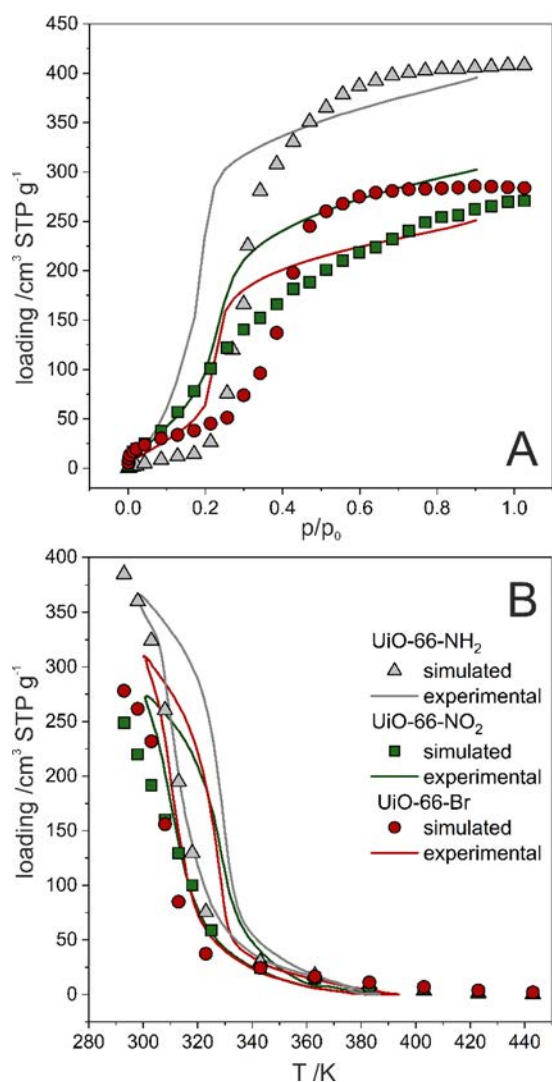 450
400
350
300
250
200
150
100
50
0
loading /cm³ STP g⁻¹
A
0.0 0.2 0.4 0.6 0.8 1.0
p/p₀
400
350
300
250
200
150
100
50
0
loading /cm³ STP g⁻¹
B
UiO-66-NH₂
simulated
experimental
UiO-66-NO₂
simulated
experimental
UiO-66-Br
simulated
experimental
280 300 320 340 360 380 400 420 440
T /K